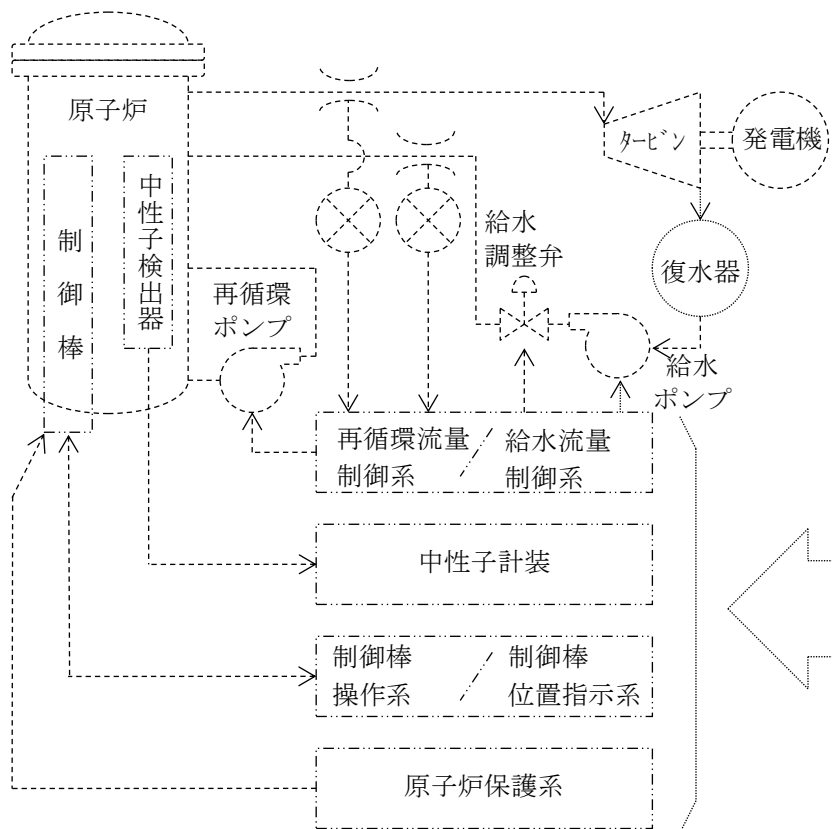 原子炉
制御棒
中性子検出器
タービン
発電機
給水
調整弁
復水器
再循環
ポンプ
給水
ポンプ
再循環流量
制御系
／
給水流量
制御系
中性子計装
制御棒
操作系
／
制御棒
位置指示系
原子炉保護系